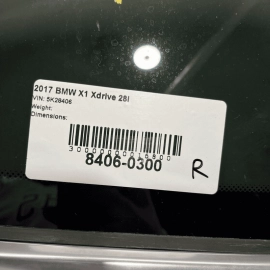 2017 BMW X1 Xdrive 28i
VIN: 5K28406
Weight:
Dimensions:
8406-0300
R